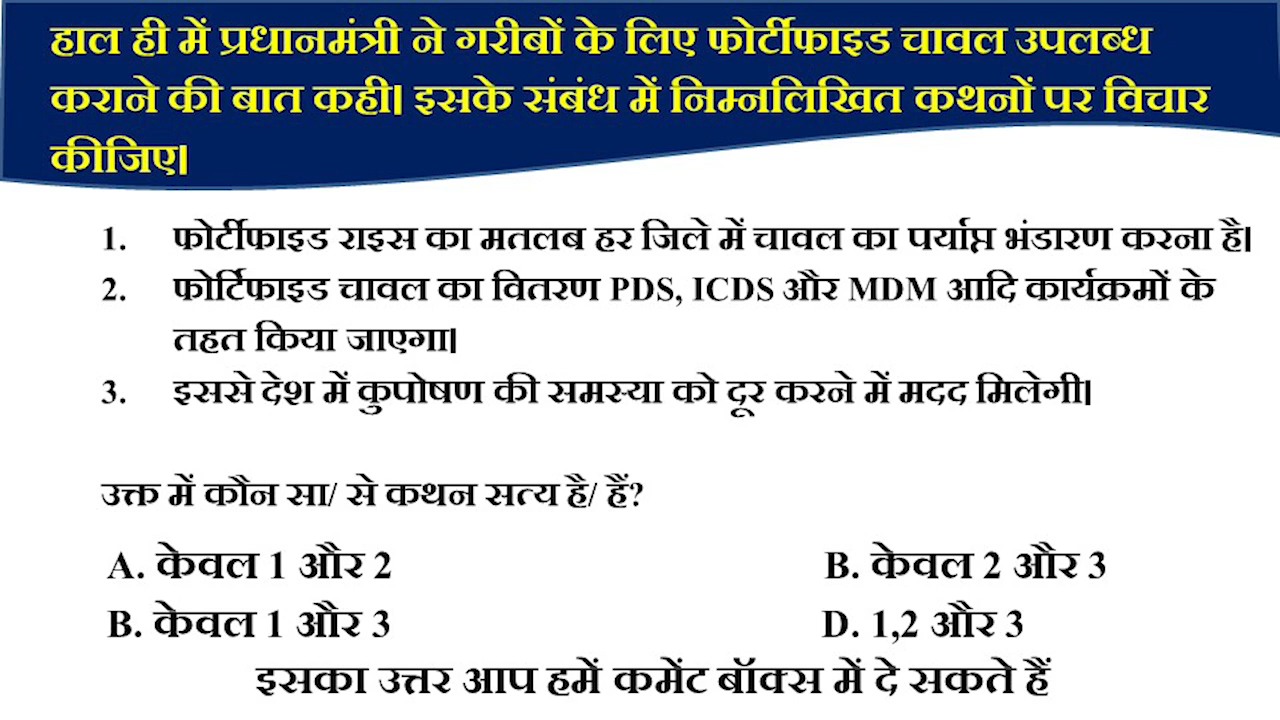 हाल ही में प्रधानमंत्री ने गरीबों के लिए फोर्टीफाइड चावल उपलब्ध
कराने की बात कही। इसके संबंध में निम्नलिखित कथनों पर विचार
कीजिए।
1. फोर्टीफाइड राइस का मतलब हर जिले में चावल का पर्याप्त भंडारण करना है।
2. फोर्टिफाइड चावल का वितरण PDS, ICDS और MDM आदि कार्यक्रमों के
तहत किया जाएगा।
3. इससे देश में कुपोषण की समस्या को दूर करने में मदद मिलेगी।
उक्त में कौन सा/ से कथन सत्य है/ हैं?
A. केवल 1 और 2 B. केवल 2 और 3
B. केवल 1 और 3 D. 1,2 और 3
इसका उत्तर आप हमें कमेंट बॉक्स में दे सकते हैं